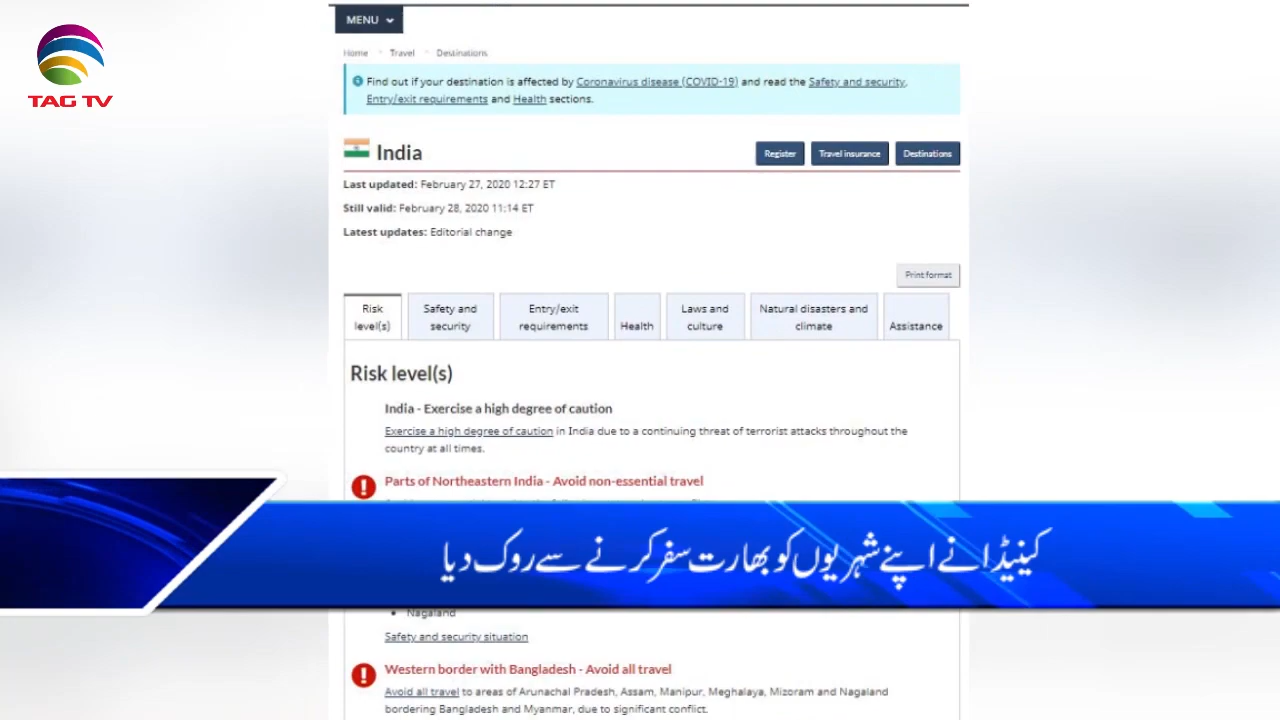 MENU
Home Travel Destinations
Find out if your destination is affected by Coronavirus disease (COVID-19) and read the Safety and security,
Entry/exit requirements and Health sections.
TAG TV
India
Register Travel insurance Destinations
Last updated: February 27, 2020 12:27 ET
Still valid: February 28, 2020 11:14 ET
Latest updates: Editorial change
Print format
Risk level(s)
Safety and security
Entry/exit requirements
Health
Laws and culture
Natural disasters and climate
Assistance
Risk level(s)
India - Exercise a high degree of caution
Exercise a high degree of caution in India due to a continuing threat of terrorist attacks throughout the
country at all times.
Parts of Northeastern India - Avoid non-essential travel
کینیڈا نے اپنے شہریوں کو بھارت سفر کرنے سے روک دیا
Nagaland
Safety and security situation
Western border with Bangladesh - Avoid all travel
Avoid all travel to areas of Arunachal Pradesh, Assam, Manipur, Meghalaya, Mizoram and Nagaland
bordering Bangladesh and Myanmar, due to significant conflict.